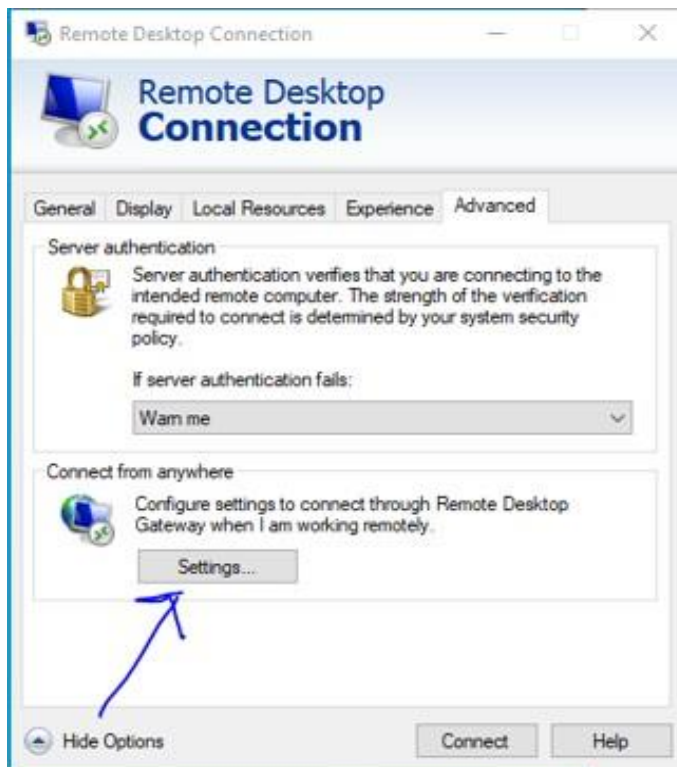 Remote Desktop Connection
Remote Desktop
Connection
General Display Local Resources Experience Advanced
Server authentication
Server authentication verifies that you are connecting to the
intended remote computer. The strength of the verification
required to connect is determined by your system security
policy.
If server authentication fails:
Warn me
Connect from anywhere
Configure settings to connect through Remote Desktop
Gateway when I am working remotely.
Settings...
Hide Options Connect Help